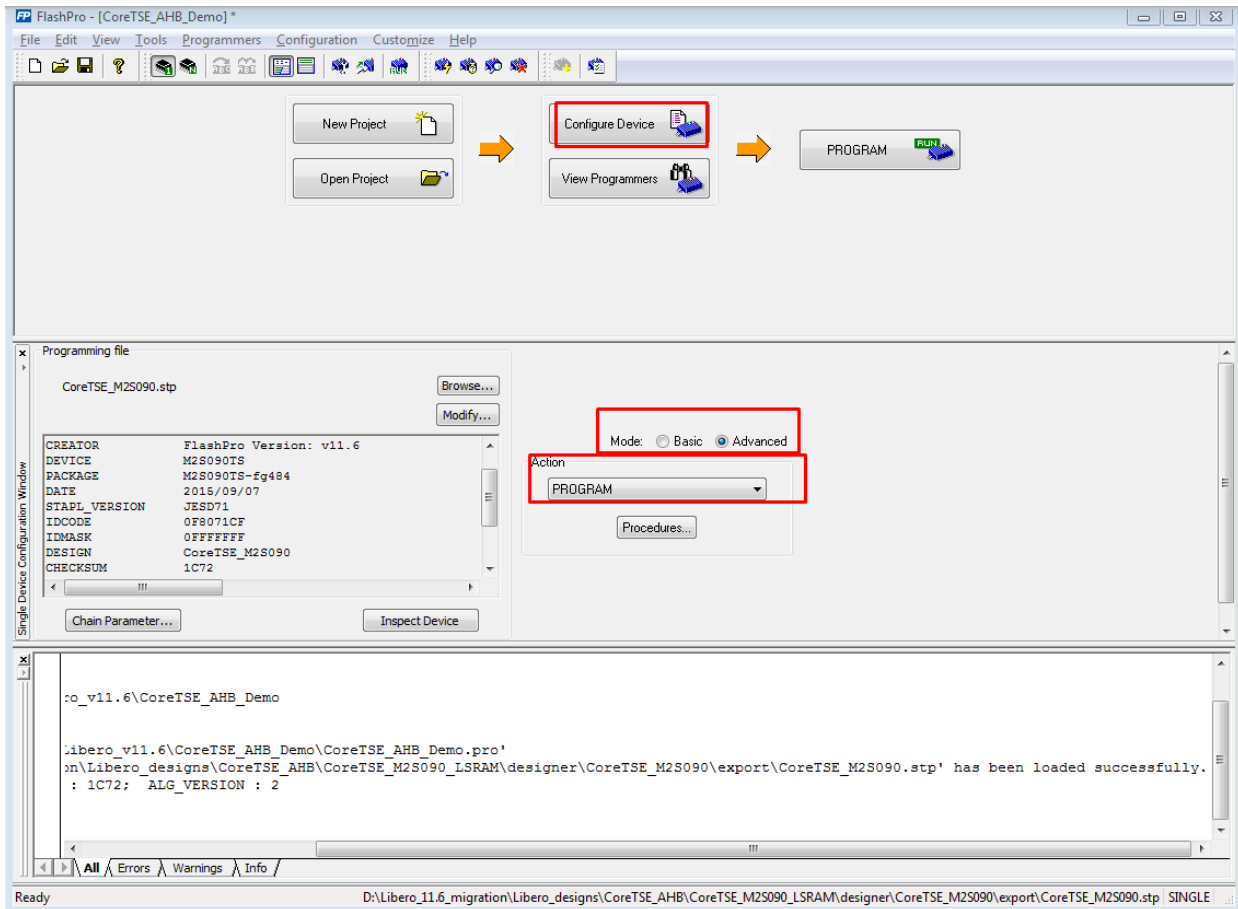 FP FlashPro - [CoreTSE_AHB_Demo] *
File Edit View Tools Programmers Configuration Customize Help
New Project
Configure Device
PROGRAM
RUN
Open Project
View Programmers
Programming file
CoreTSE_M2S090.stp
Browse...
Modify...
CREATOR FlashPro Version: v11.6
DEVICE M2S090TS
PACKAGE M2S090TS-fg484
DATE 2015/09/07
STAPL_VERSION JESD71
IDCODE 0F8071CF
IDMASK 0FFFFFFF
DESIGN CoreTSE_M2S090
CHECKSUM 1C72
Chain Parameter...
Inspect Device
Mode: Basic Advanced
Action
PROGRAM
Procedures...
Single Device Configuration Window
:o_v11.6\CoreTSE_AHB_Demo
Libero_v11.6\CoreTSE_AHB_Demo\CoreTSE_AHB_Demo.pro'
on\Libero_designs\CoreTSE_AHB\CoreTSE_M2S090_LSRAM\designer\CoreTSE_M2S090\export\CoreTSE_M2S090.stp' has been loaded successfully.
: 1C72; ALG_VERSION : 2
All Errors Warnings Info
Ready D:\Libero_11.6_migration\Libero_designs\CoreTSE_AHB\CoreTSE_M2S090_LSRAM\designer\CoreTSE_M2S090\export\CoreTSE_M2S090.stp SINGLE